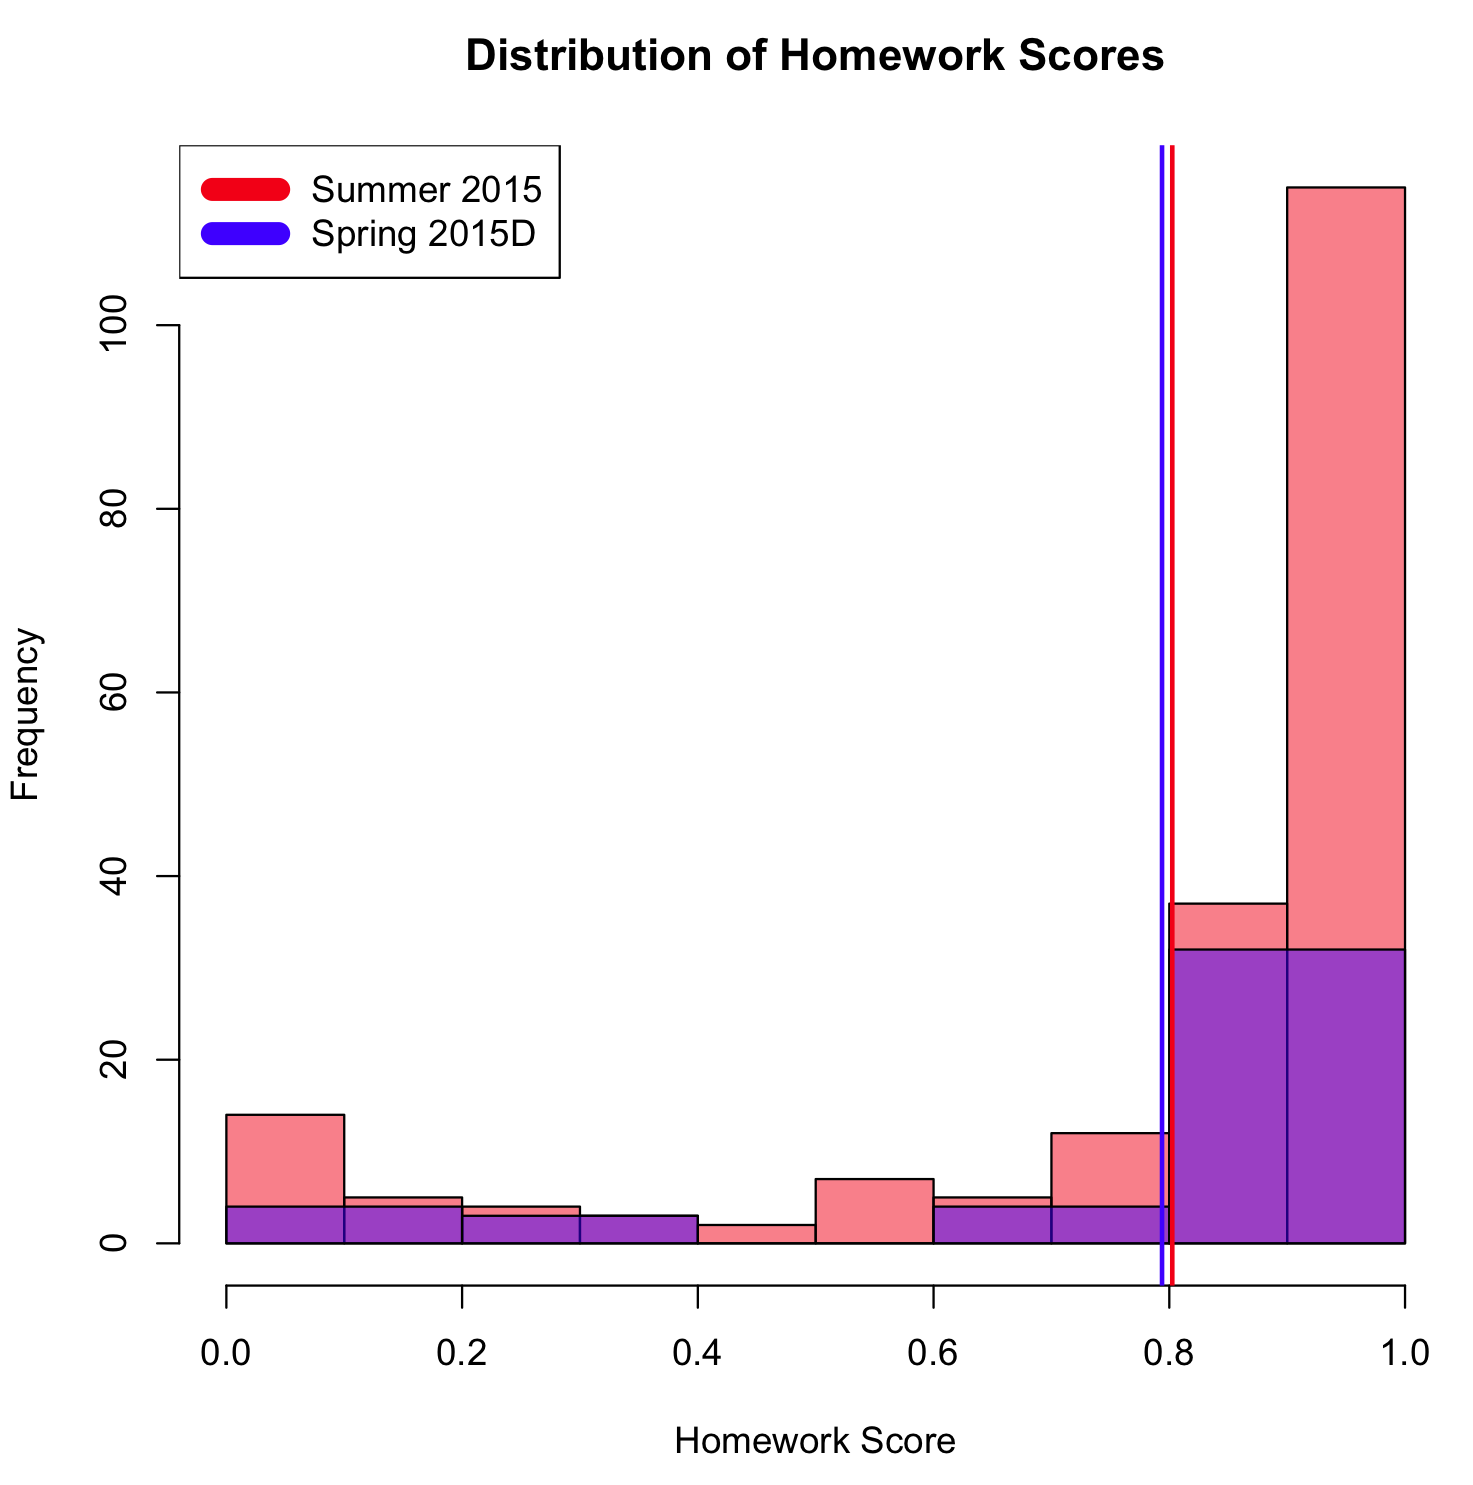 Distribution of Homework Scores
Summer 2015
Spring 2015D
Frequency
100
80
60
40
20
0
0.0 0.2 0.4 0.6 0.8 1.0
Homework Score